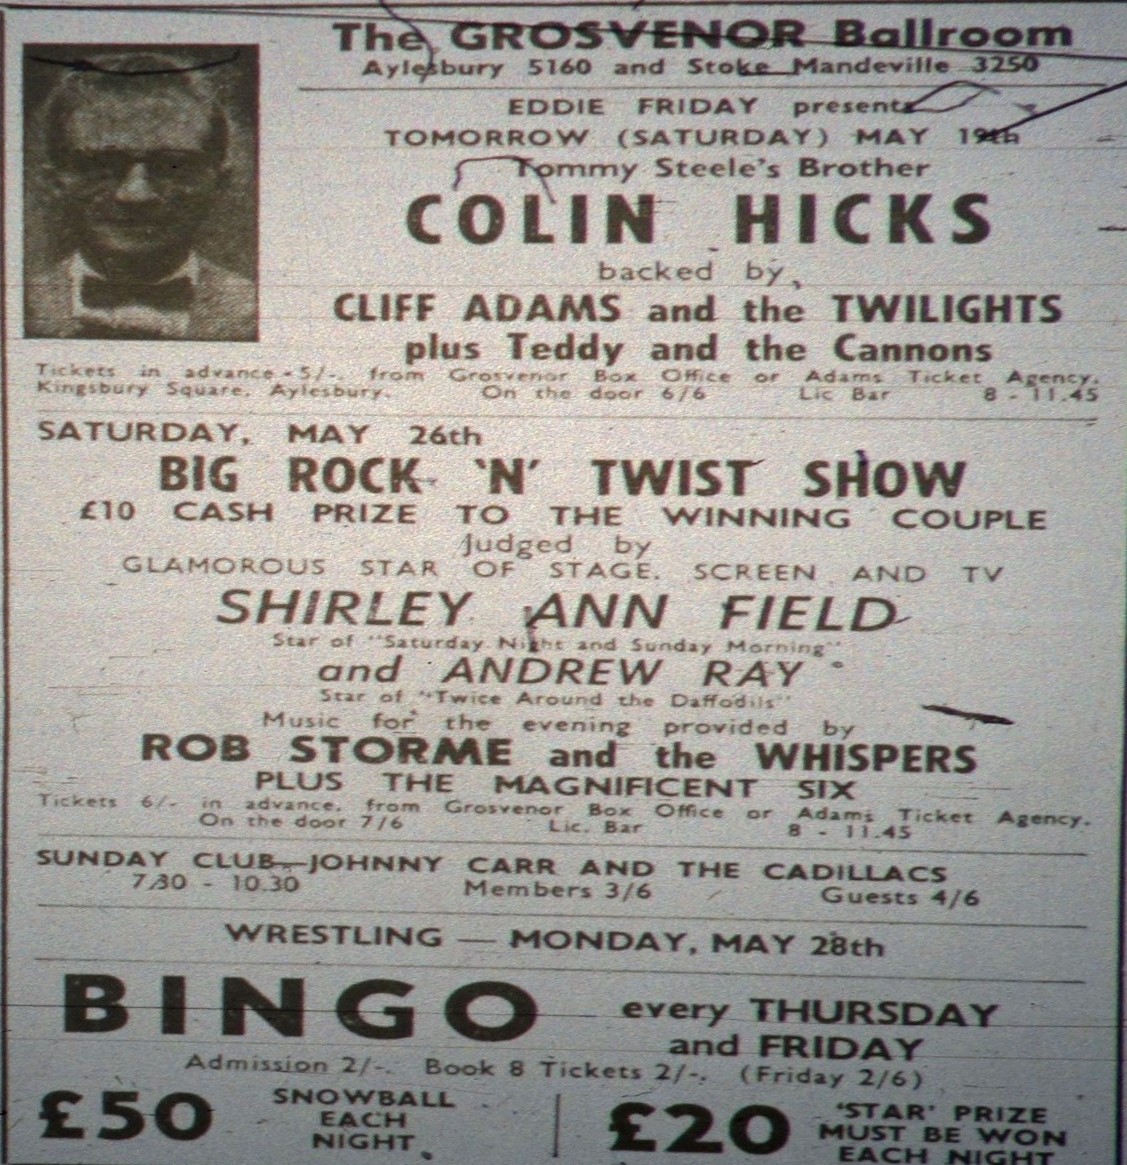 The GROSVENOR Ballroom
Aylesbury 5160 and Stoke Mandeville 3250
EDDIE FRIDAY presents
TOMORROW (SATURDAY) MAY 19th
Tommy Steele's Brother
COLIN HICKS
backed by,
CLIFF ADAMS and the TWILIGHTS
plus Teddy and the Cannons
Tickets in advance - 5/-. from Grosvenor Box Office or Adams Ticket Agency.
Kingsbury Square, Aylesbury. On the door 6/6 Lic Bar 8 - 11.45
SATURDAY, MAY 26th
BIG ROCK 'N' TWIST SHOW
£10 CASH PRIZE TO THE WINNING COUPLE
Judged by
GLAMOROUS STAR OF STAGE, SCREEN AND TV
SHIRLEY ANN FIELD
Star of "Saturday Night and Sunday Morning"
and ANDREW RAY
Star of "Twice Around the Daffodils"
Music for the evening provided by
ROB STORME and the WHISPERS
PLUS THE MAGNIFICENT SIX
Tickets 6/- in advance, from Grosvenor Box Office or Adams Ticket Agency.
On the door 7/6 Lic. Bar 8 - 11.45
SUNDAY CLUB—JOHNNY CARR AND THE CADILLACS
7.30 - 10.30 Members 3/6 Guests 4/6
WRESTLING — MONDAY, MAY 28th
BINGO every THURSDAY
and FRIDAY
Admission 2/-. Book 8 Tickets 2/-. (Friday 2/6)
£50 SNOWBALL
EACH
NIGHT.
£20 'STAR' PRIZE
MUST BE WON
EACH NIGHT